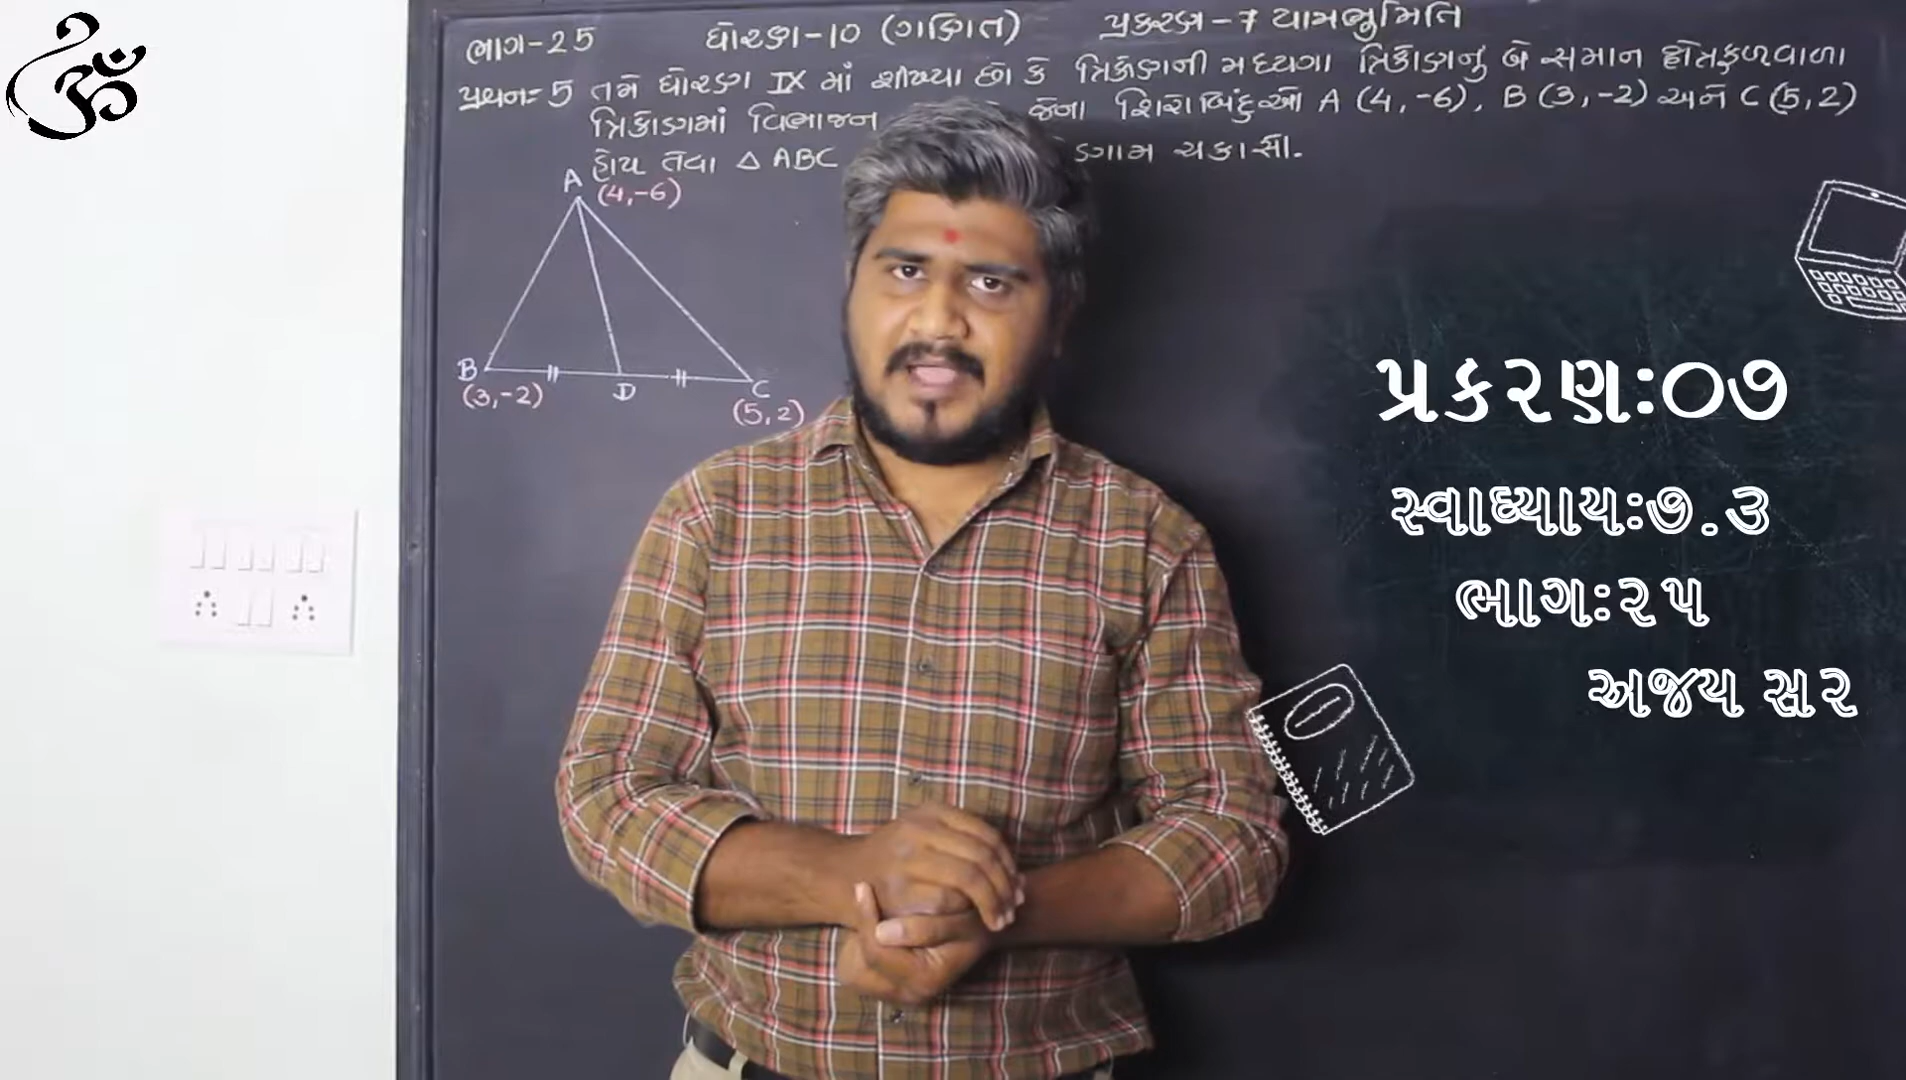 ૐ
ભાગ-25 ધોરણ-10 (ગણિત) પ્રકરણ-7 યામભૂમિતિ
પ્રશ્ન:-5 તમે ધોરણ IX માં શીખ્યા છો કે ત્રિકોણની મધ્યગા ત્રિકોણનું બે સમાન ક્ષેત્રફળવાળા
ત્રિકોણમાં વિભાજન જેના શિરોબિંદુઓ A (4,-6), B (3,-2) અને C (5,2)
હોય તેવા △ ABC ચકાસો.
A
(4,-6)
B
(3,-2)
D
C
(5,2)
પ્રકરણ:૦૭
સ્વાધ્યાય:૭.૩
ભાગ:૨૫
અજય સર